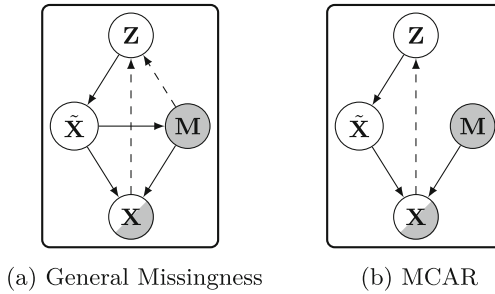 Z Z
X̃ M X̃ M
X X
(a) General Missingness (b) MCAR